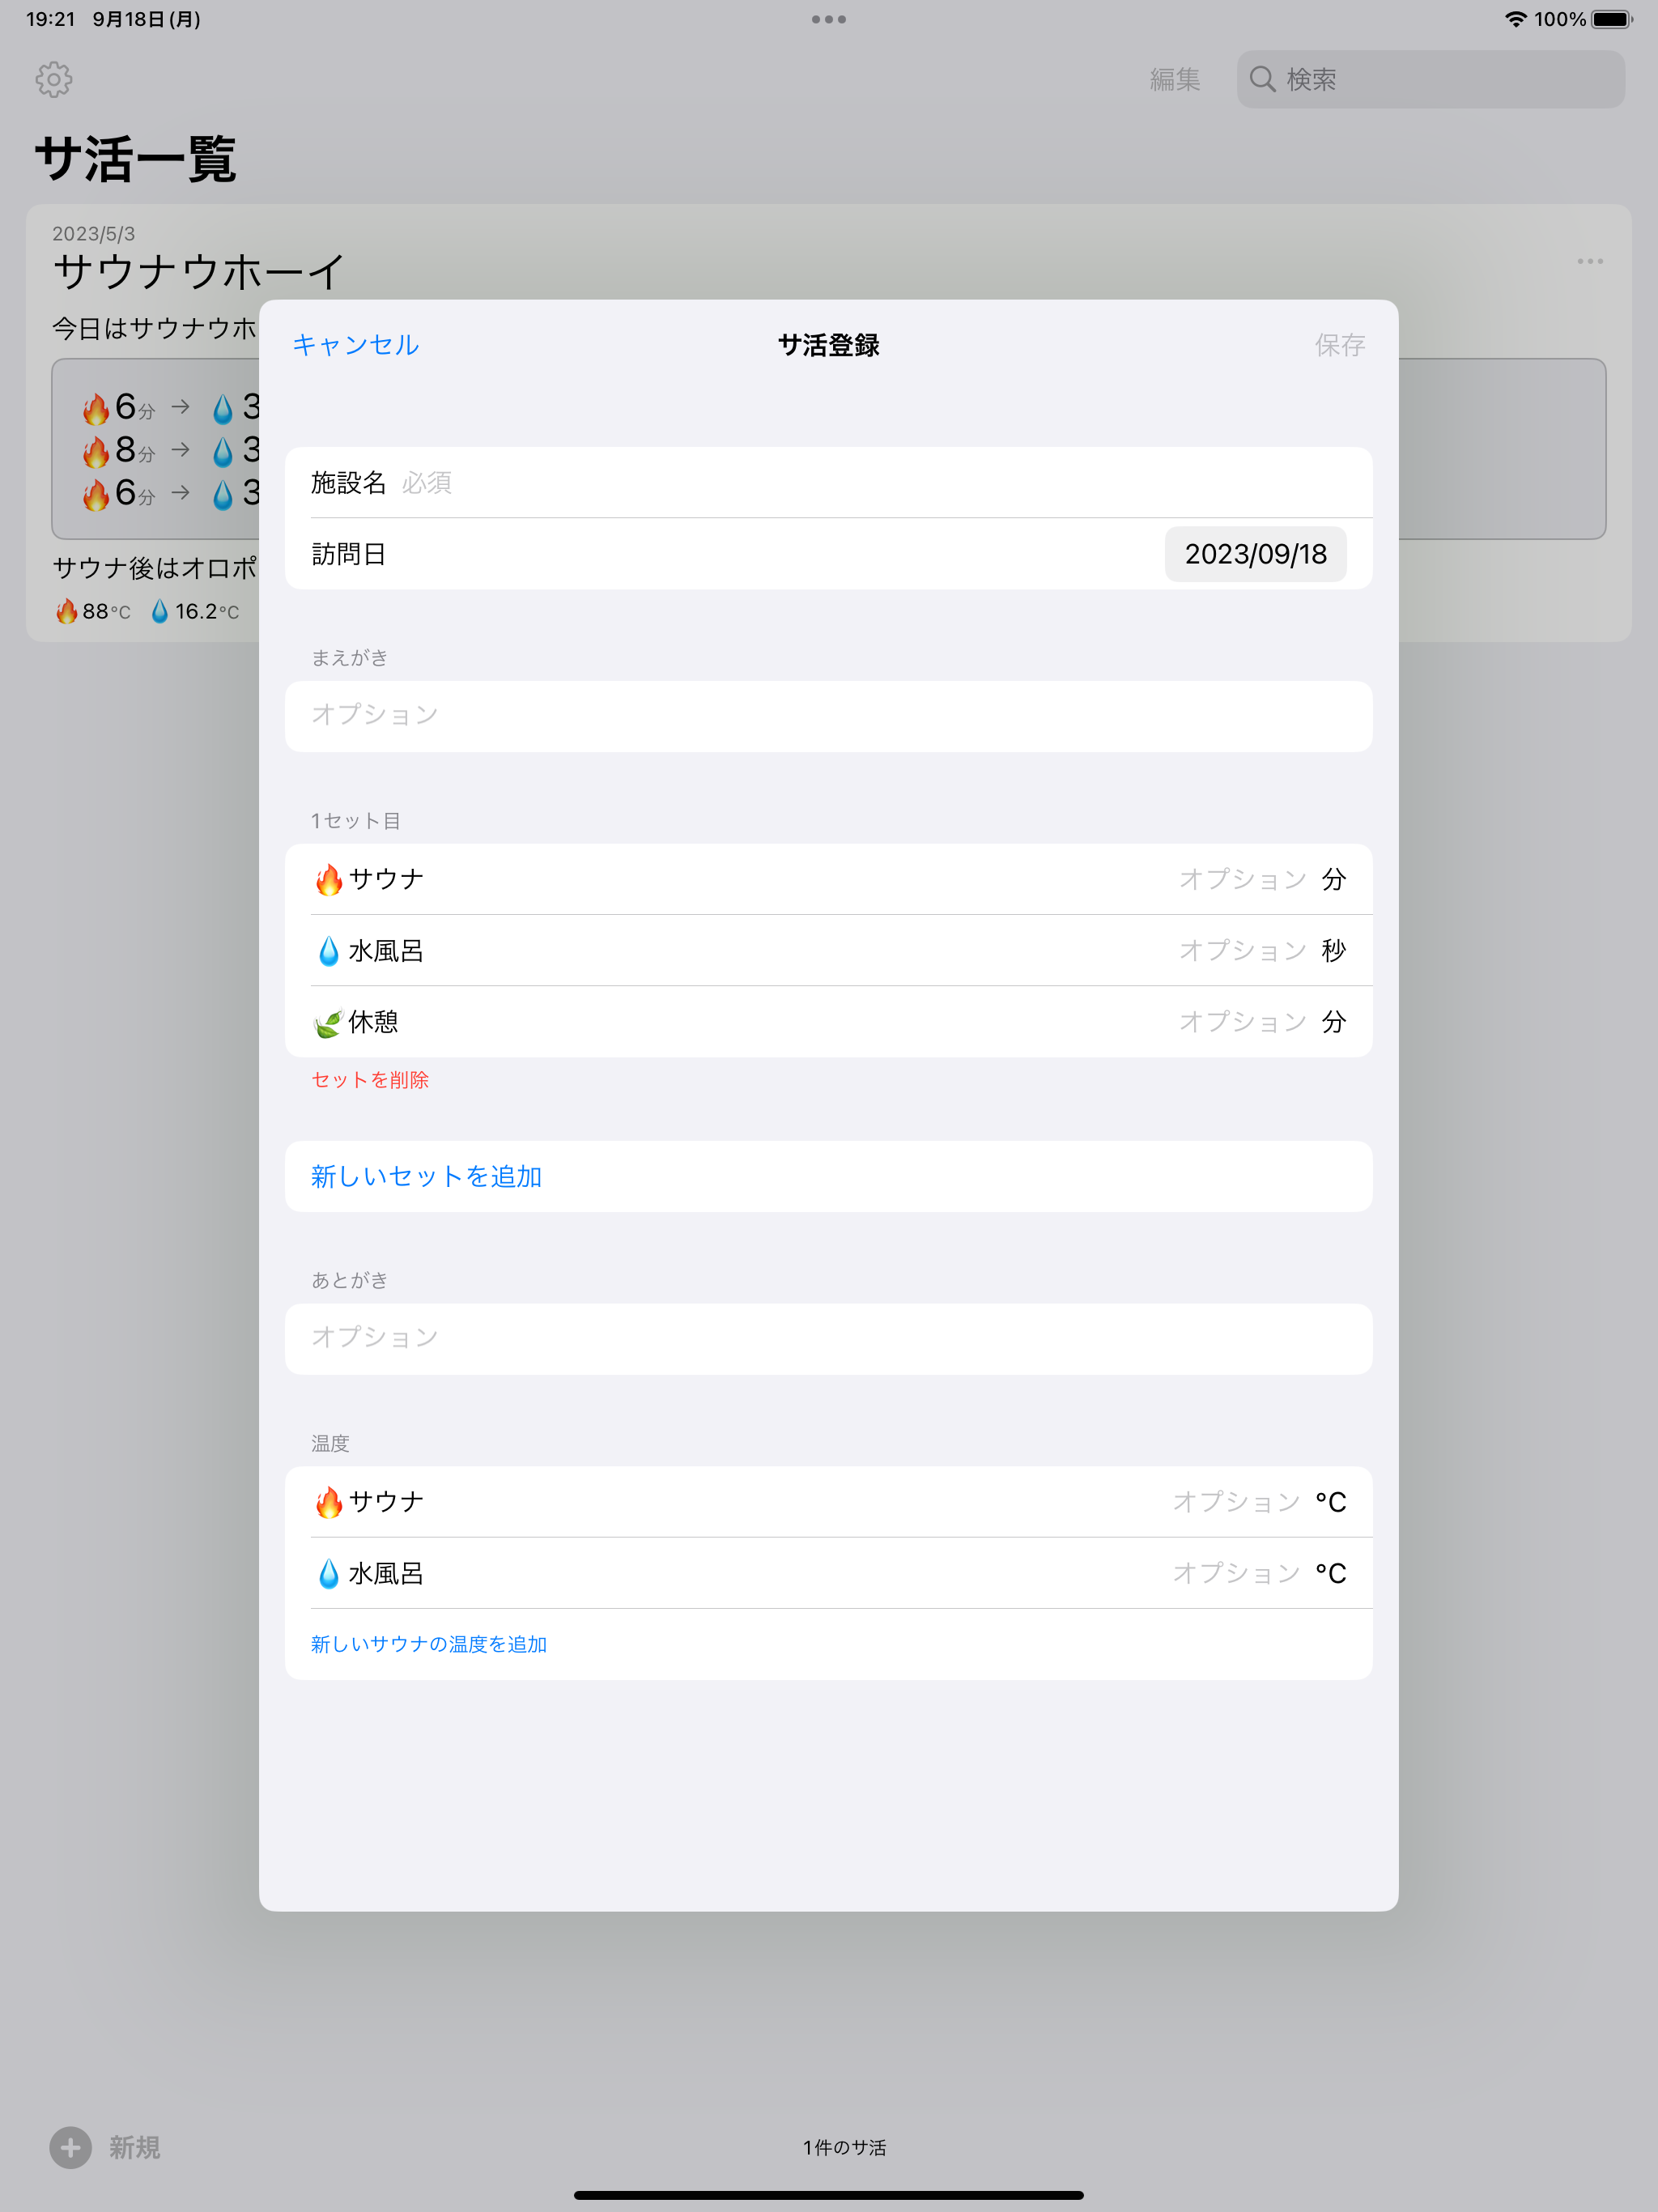 19:21 9月18日(月)
100%
編集
検索
サ活一覧
2023/5/3
サウナウホーイ
今日はサウナウホ
6分 → 3
8分 → 3
6分 → 3
サウナ後はオロポ
88℃ 16.2℃
キャンセル
サ活登録
保存
施設名 必須
訪問日 2023/09/18
まえがき
オプション
1セット目
サウナ オプション 分
水風呂 オプション 秒
休憩 オプション 分
セットを削除
新しいセットを追加
あとがき
オプション
温度
サウナ オプション ℃
水風呂 オプション ℃
新しいサウナの温度を追加
新規
1件のサ活